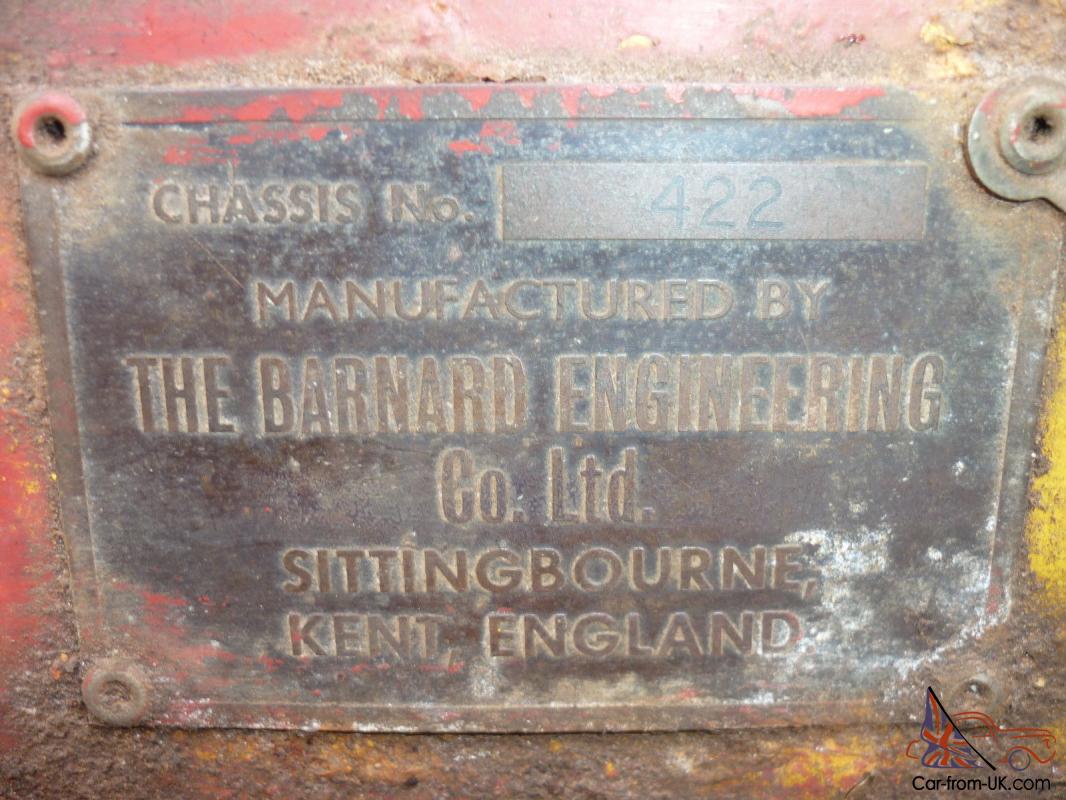 CHASSIS No. 422
MANUFACTURED BY
THE BARNARD ENGINEERING
Co. Ltd.
SITTINGBOURNE,
KENT, ENGLAND.
Car-from-UK.com